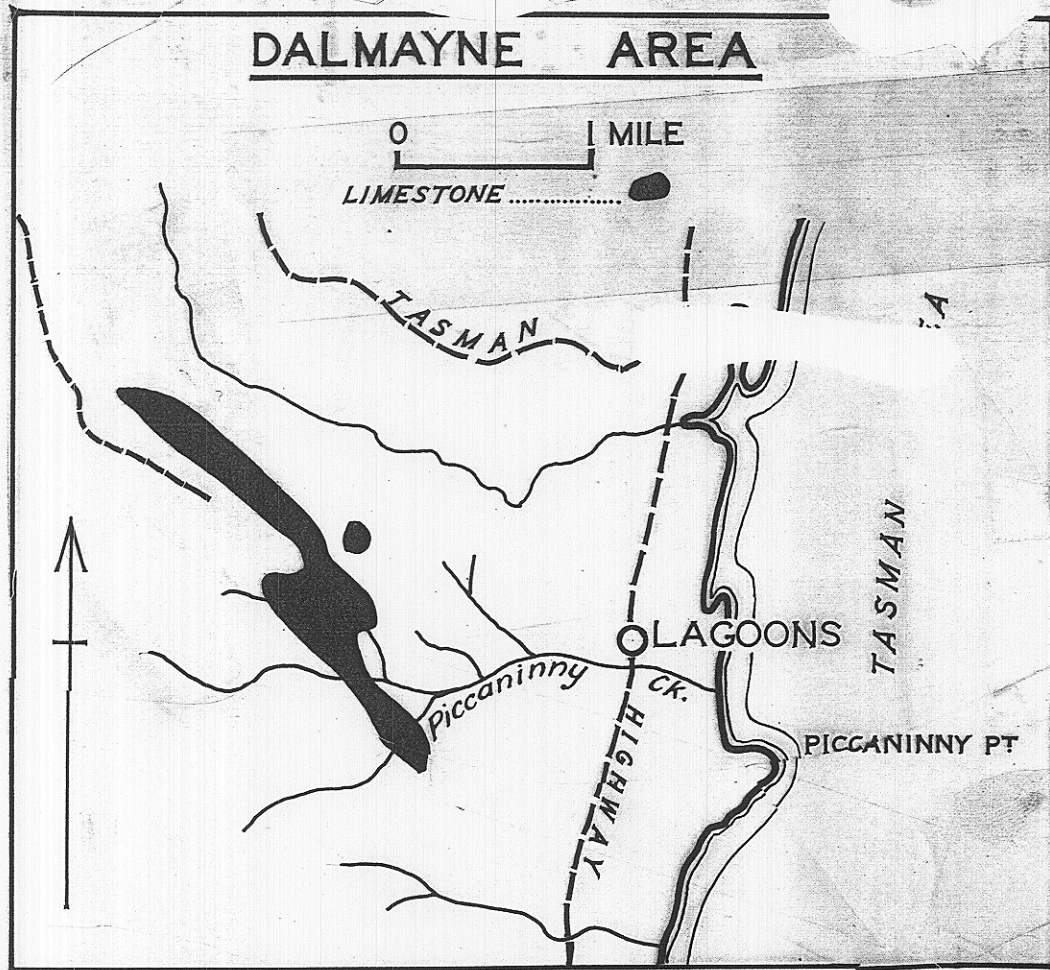 DALMAYNE AREA
0 1 MILE
LIMESTONE ....................
TASMAN
TASMAN
LAGOONS
Piccaninny ck.
HIGHWAY
PICCANINNY PT